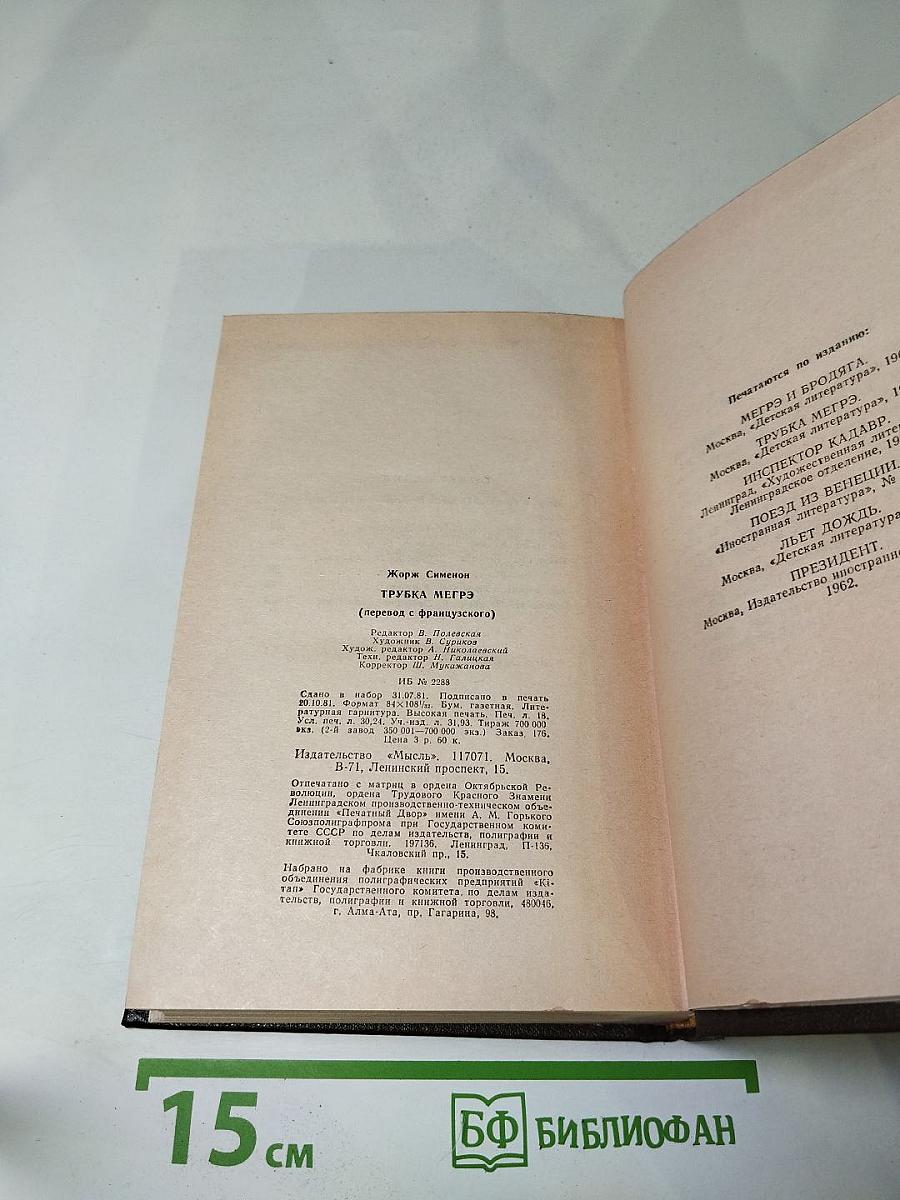 Жорж Сименон
ТРУБКА МЕГРЭ
(перевод с французского)
Редактор В. Полевская
Художник В. Суриков
Худож. редактор А. Николаевский
Техн. редактор Н. Галицкая
Корректор Ш. Мукажанова
ИБ № 2288
Сдано в набор 31.07.81. Подписано в печать
20.10.81. Формат 84×108¹/₃₂. Бум. газетная. Лите-
ратурная гарнитура. Высокая печать. Печ. л. 18.
Усл. печ. л. 30,24. Уч.-изд. л. 31,93. Тираж 700 000
экз. (2-й завод 350 001—700 000 экз.) Заказ 176.
Цена 3 р. 60 к.
Издательство «Мысль». 117071. Москва,
В-71, Ленинский проспект, 15.
Отпечатано с матриц в ордена Октябрьской Ре-
волюции, ордена Трудового Красного Знамени
Ленинградском производственно-техническом объе-
динении «Печатный Двор» имени А. М. Горького
Союзполиграфпрома при Государственном коми-
тете СССР по делам издательств, полиграфии и
книжной торговли. 197136, Ленинград, П-136,
Чкаловский пр., 15.
Набрано на фабрике книги производственного
объединения полиграфических предприятий «Кі-
тап» Государственного комитета по делам изда-
тельств, полиграфии и книжной торговли, 480046,
г. Алма-Ата, пр. Гагарина, 98.
Печатаются по изданию:
МЕГРЭ И БРОДЯГА.
Москва, «Детская литература», 196
ТРУБКА МЕГРЭ.
Москва, «Детская литература», 1
ИНСПЕКТОР КАДАВР.
Ленинград, «Художественная лите
Ленинградское отделение, 19
ПОЕЗД ИЗ ВЕНЕЦИИ.
«Иностранная литература», №
ЛЬЕТ ДОЖДЬ.
Москва, «Детская литература
ПРЕЗИДЕНТ.
Москва, Издательство иностранно
1962.
15 см
БФ БИБЛИОФАН